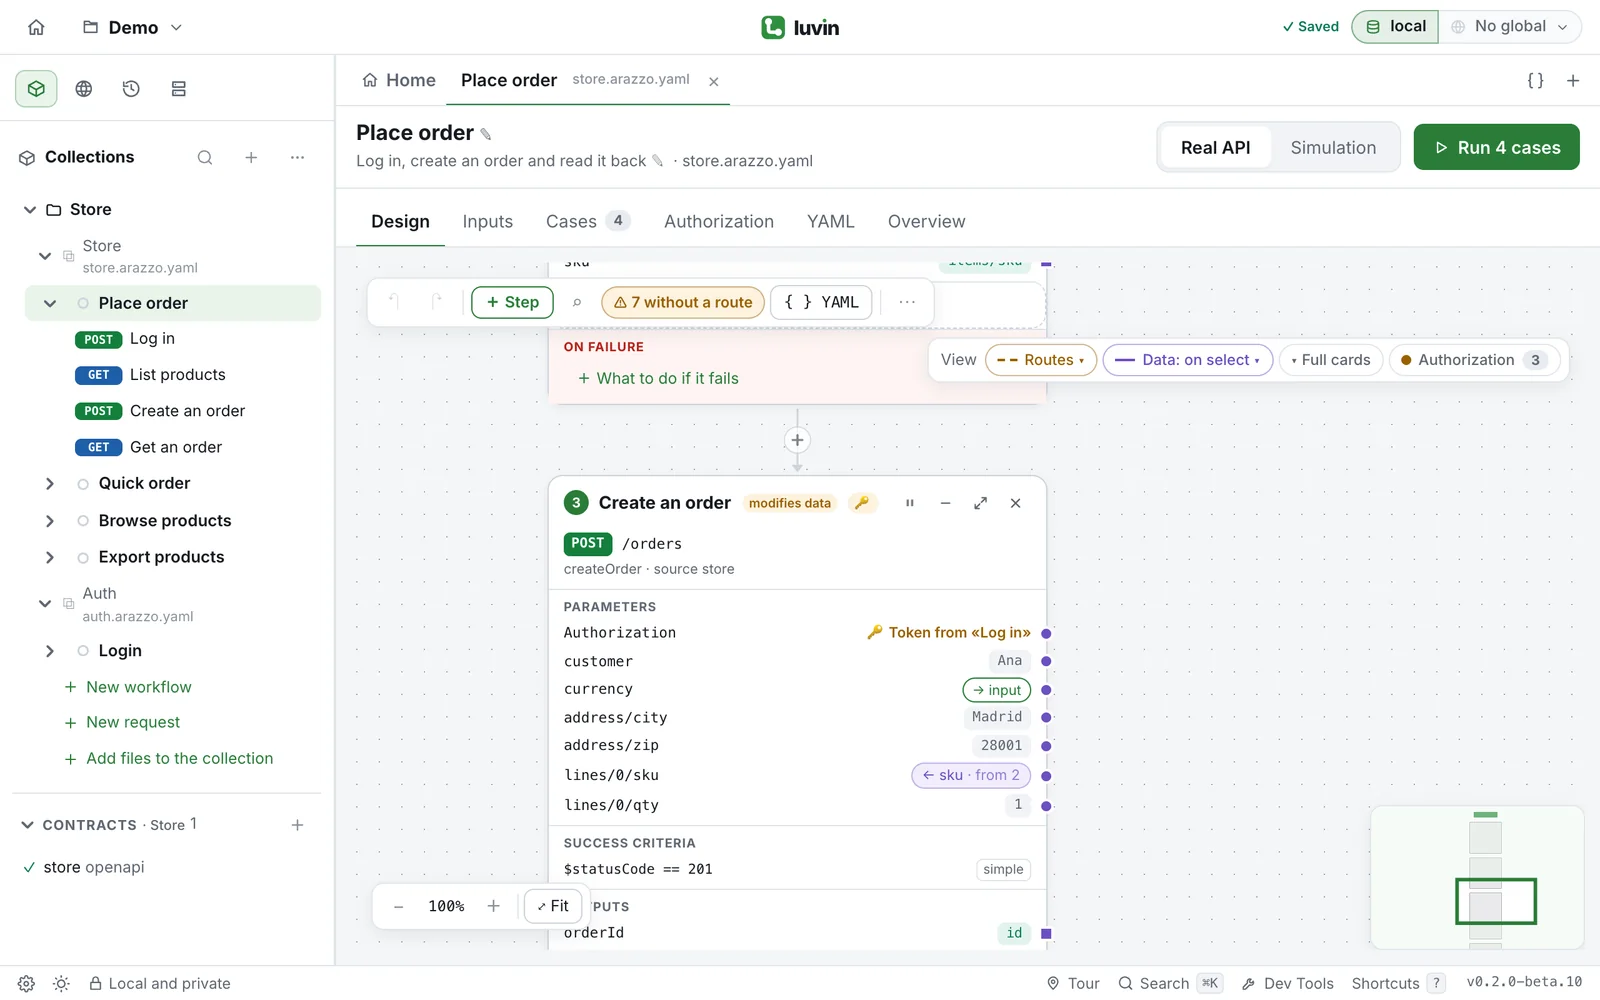 Demo
luvin
Saved
local
No global
Home
Place order
store.arazzo.yaml
{ }
Collections
Store
Store
store.arazzo.yaml
Place order
POST Log in
GET List products
POST Create an order
GET Get an order
Quick order
Browse products
Export products
Auth
auth.arazzo.yaml
Login
+ New workflow
+ New request
+ Add files to the collection
CONTRACTS · Store 1
store openapi
Place order
Log in, create an order and read it back · store.arazzo.yaml
Real API
Simulation
Run 4 cases
Design
Inputs
Cases 4
Authorization
YAML
Overview
sku
items/sku
+ Step
7 without a route
{ } YAML
···
ON FAILURE
+ What to do if it fails
View
Routes
Data: on select
Full cards
Authorization 3
3 Create an order
modifies data
POST /orders
createOrder · source store
PARAMETERS
Authorization
Token from «Log in»
customer
Ana
currency
→ input
address/city
Madrid
address/zip
28001
lines/0/sku
← sku · from 2
lines/0/qty
1
SUCCESS CRITERIA
$statusCode == 201
simple
PUTS
orderId
id
− 100% +
Fit
Local and private
Tour
Search ⌘K
Dev Tools
Shortcuts ?
v0.2.0-beta.10